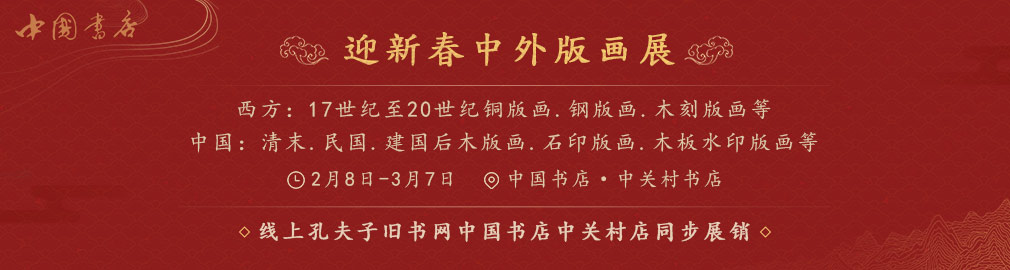 中国书店
迎新春中外版画展
西方：17世纪至20世纪铜版画.钢版画.木刻版画等
中国：清末.民国.建国后木版画.石印版画.木板水印版画等
2月8日-3月7日 中国书店·中关村书店
线上孔夫子旧书网中国书店中关村店同步展销